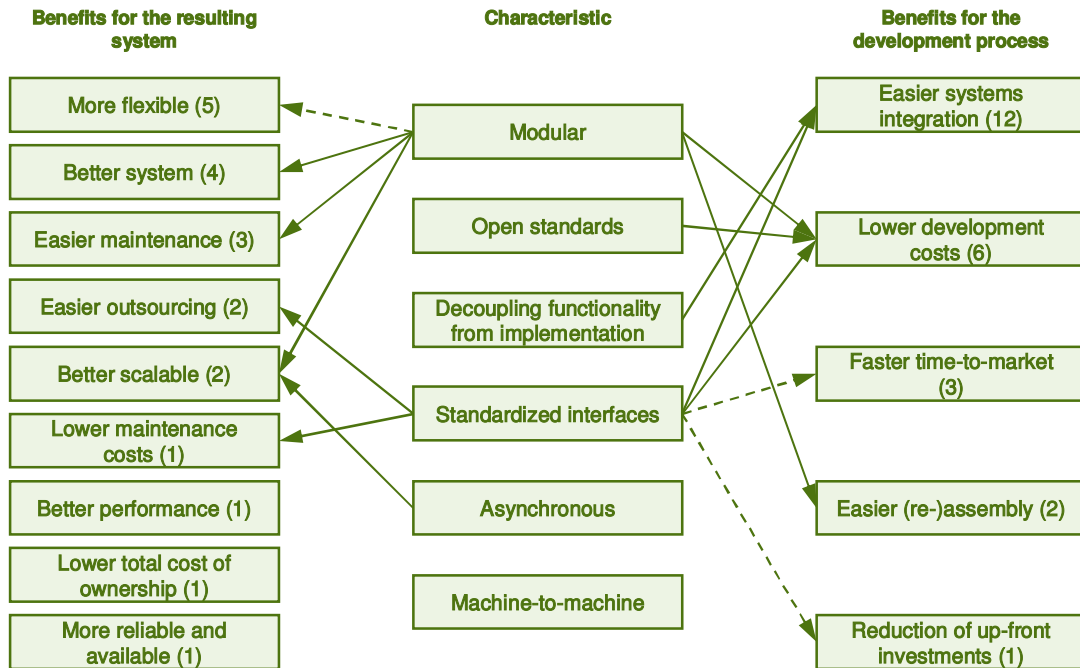 Benefits for the resulting
system
More flexible (5)
Better system (4)
Easier maintenance (3)
Easier outsourcing (2)
Better scalable (2)
Lower maintenance
costs (1)
Better performance (1)
Lower total cost of
ownership (1)
More reliable and
available (1)
Characteristic
Modular
Open standards
Decoupling functionality
from implementation
Standardized interfaces
Asynchronous
Machine-to-machine
Benefits for the
development process
Easier systems
integration (12)
Lower development
costs (6)
Faster time-to-market
(3)
Easier (re-)assembly (2)
Reduction of up-front
investments (1)